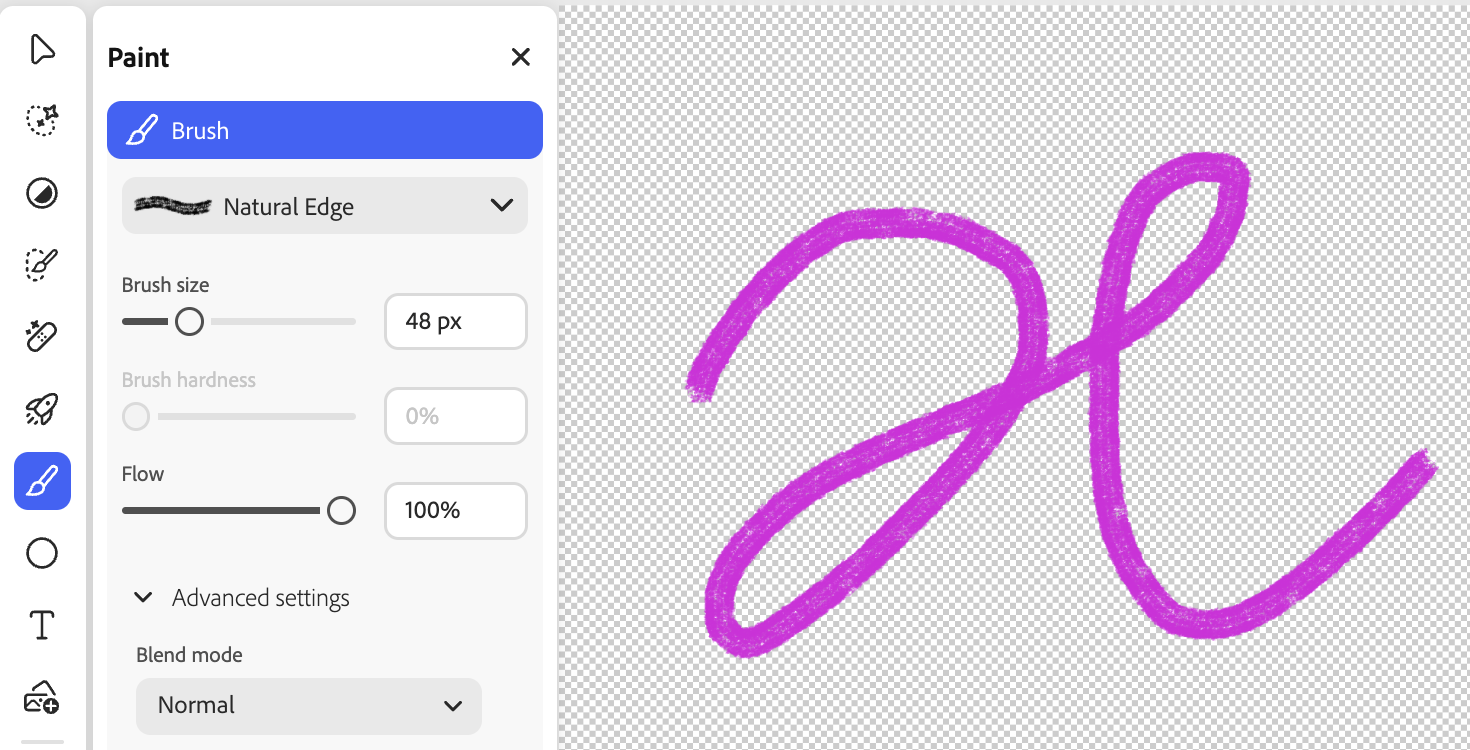 Paint
Brush
Natural Edge
Brush size
48 px
Brush hardness
0%
Flow
100%
Advanced settings
Blend mode
Normal